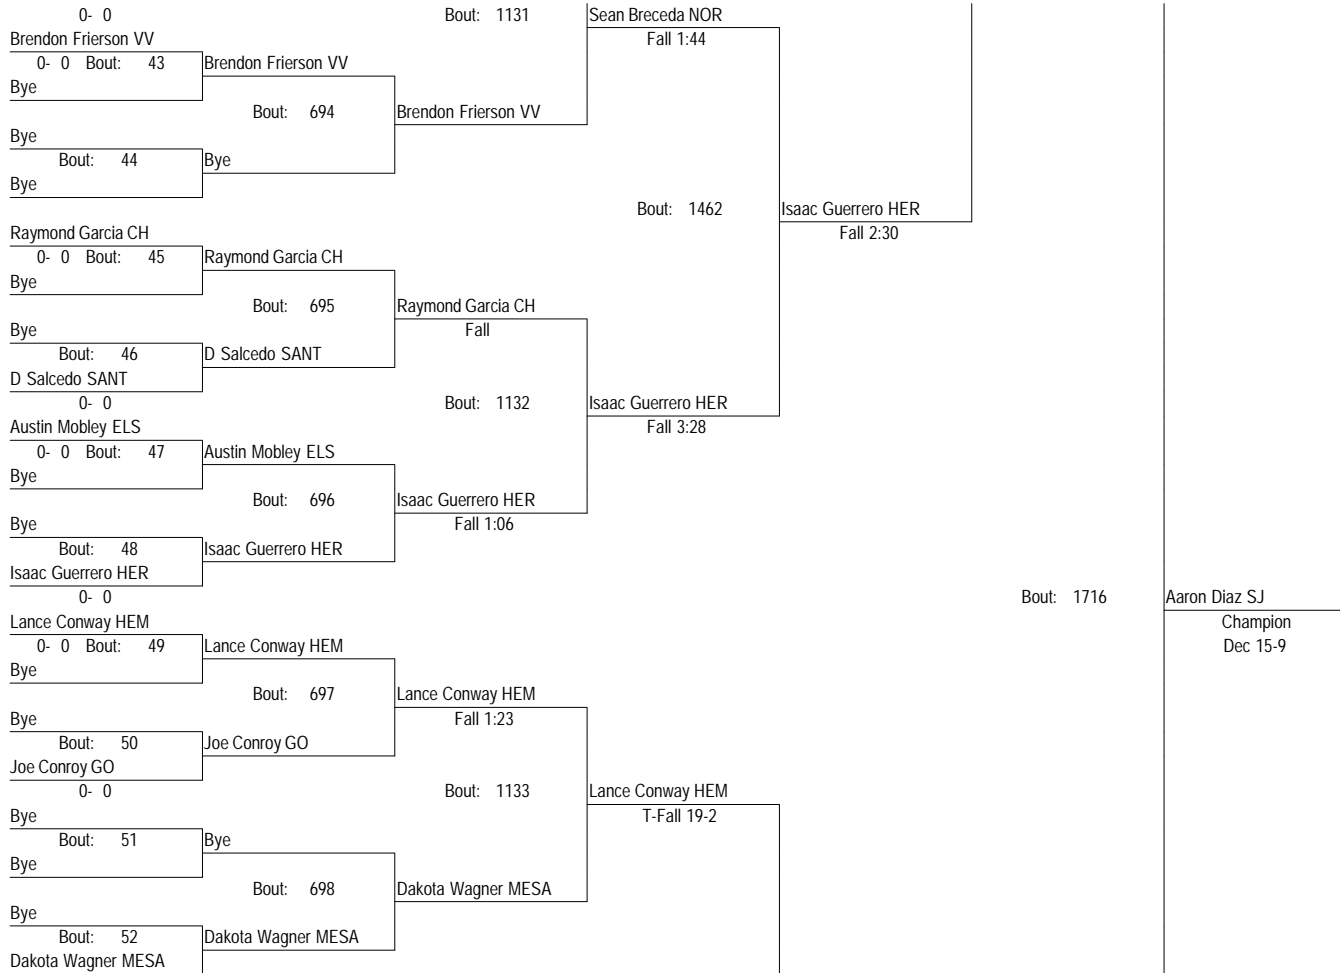 0- 0 Bout: 1131 Sean Breceda NOR
Brendon Frierson VV Fall 1:44
0- 0 Bout: 43 Brendon Frierson VV
Bye
Bout: 694 Brendon Frierson VV
Bye
Bout: 44 Bye
Bye
Bout: 1462 Isaac Guerrero HER
Raymond Garcia CH Fall 2:30
0- 0 Bout: 45 Raymond Garcia CH
Bye
Bout: 695 Raymond Garcia CH
Bye Fall
Bout: 46 D Salcedo SANT
D Salcedo SANT
0- 0 Bout: 1132 Isaac Guerrero HER
Austin Mobley ELS Fall 3:28
0- 0 Bout: 47 Austin Mobley ELS
Bye
Bout: 696 Isaac Guerrero HER
Bye Fall 1:06
Bout: 48 Isaac Guerrero HER
Isaac Guerrero HER
0- 0 Bout: 1716 Aaron Diaz SJ
Lance Conway HEM Champion
0- 0 Bout: 49 Lance Conway HEM Dec 15-9
Bye
Bout: 697 Lance Conway HEM
Bye Fall 1:23
Bout: 50 Joe Conroy GO
Joe Conroy GO
0- 0 Bout: 1133 Lance Conway HEM
Bye T-Fall 19-2
Bout: 51 Bye
Bye
Bout: 698 Dakota Wagner MESA
Bye
Bout: 52 Dakota Wagner MESA
Dakota Wagner MESA